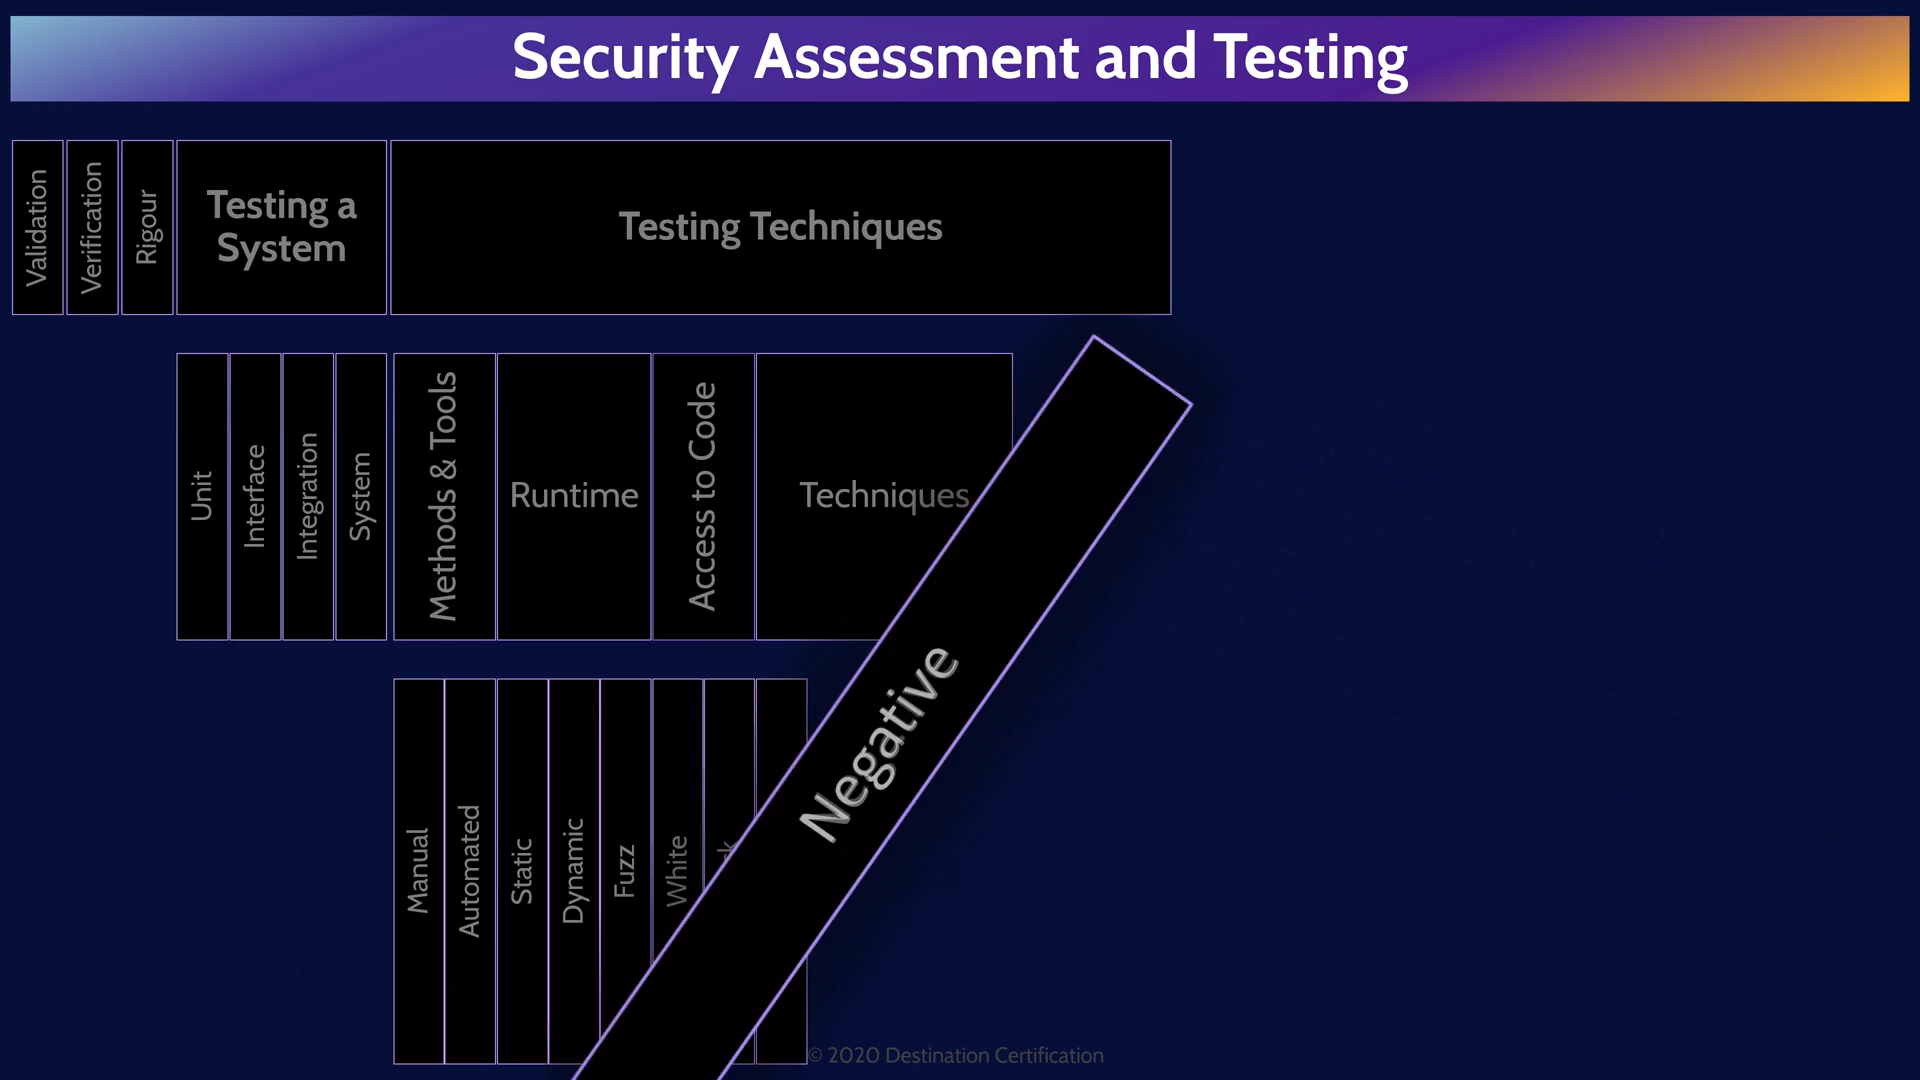 Security Assessment and Testing
Validation
Verification
Rigour
Testing a
System
Testing Techniques
Unit
Interface
Integration
System
Methods & Tools
Runtime
Access to Code
Techniques
Manual
Automated
Static
Dynamic
Fuzz
White
Negative
© 2020 Destination Certification